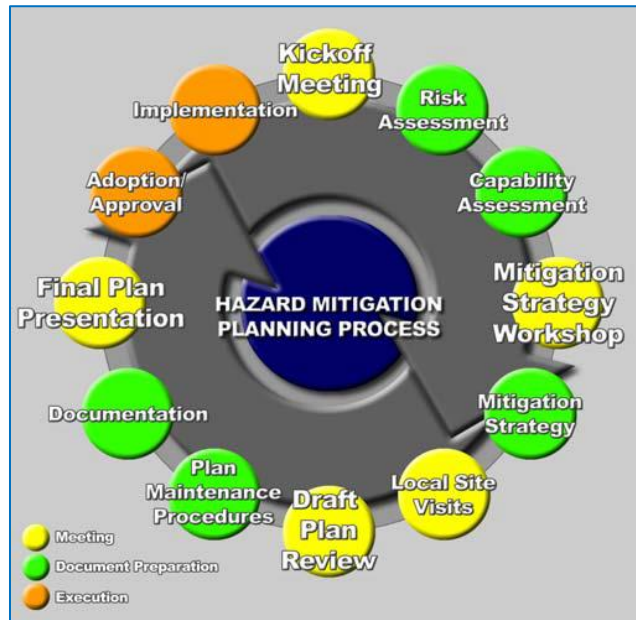 Kickoff
Meeting
Risk
Assessment
Capability
Assessment
Mitigation
Strategy
Workshop
Mitigation
Strategy
Local Site
Visits
Draft
Plan
Review
Plan
Maintenance
Procedures
Documentation
Final Plan
Presentation
Adoption/
Approval
Implementation
HAZARD MITIGATION
PLANNING PROCESS
Meeting
Document Preparation
Execution